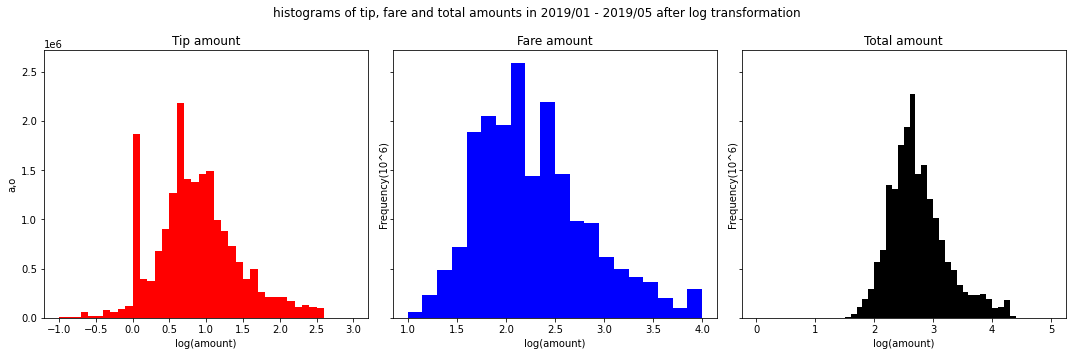 histograms of tip, fare and total amounts in 2019/01 - 2019/05 after log transformation
Tip amount
Fare amount
Total amount
1e6
2.5
2.0
1.5
1.0
0.5
0.0
a,o
Frequency(10^6)
Frequency(10^6)
−1.0 −0.5 0.0 0.5 1.0 1.5 2.0 2.5 3.0
1.0 1.5 2.0 2.5 3.0 3.5 4.0
0 1 2 3 4 5
log(amount)
log(amount)
log(amount)